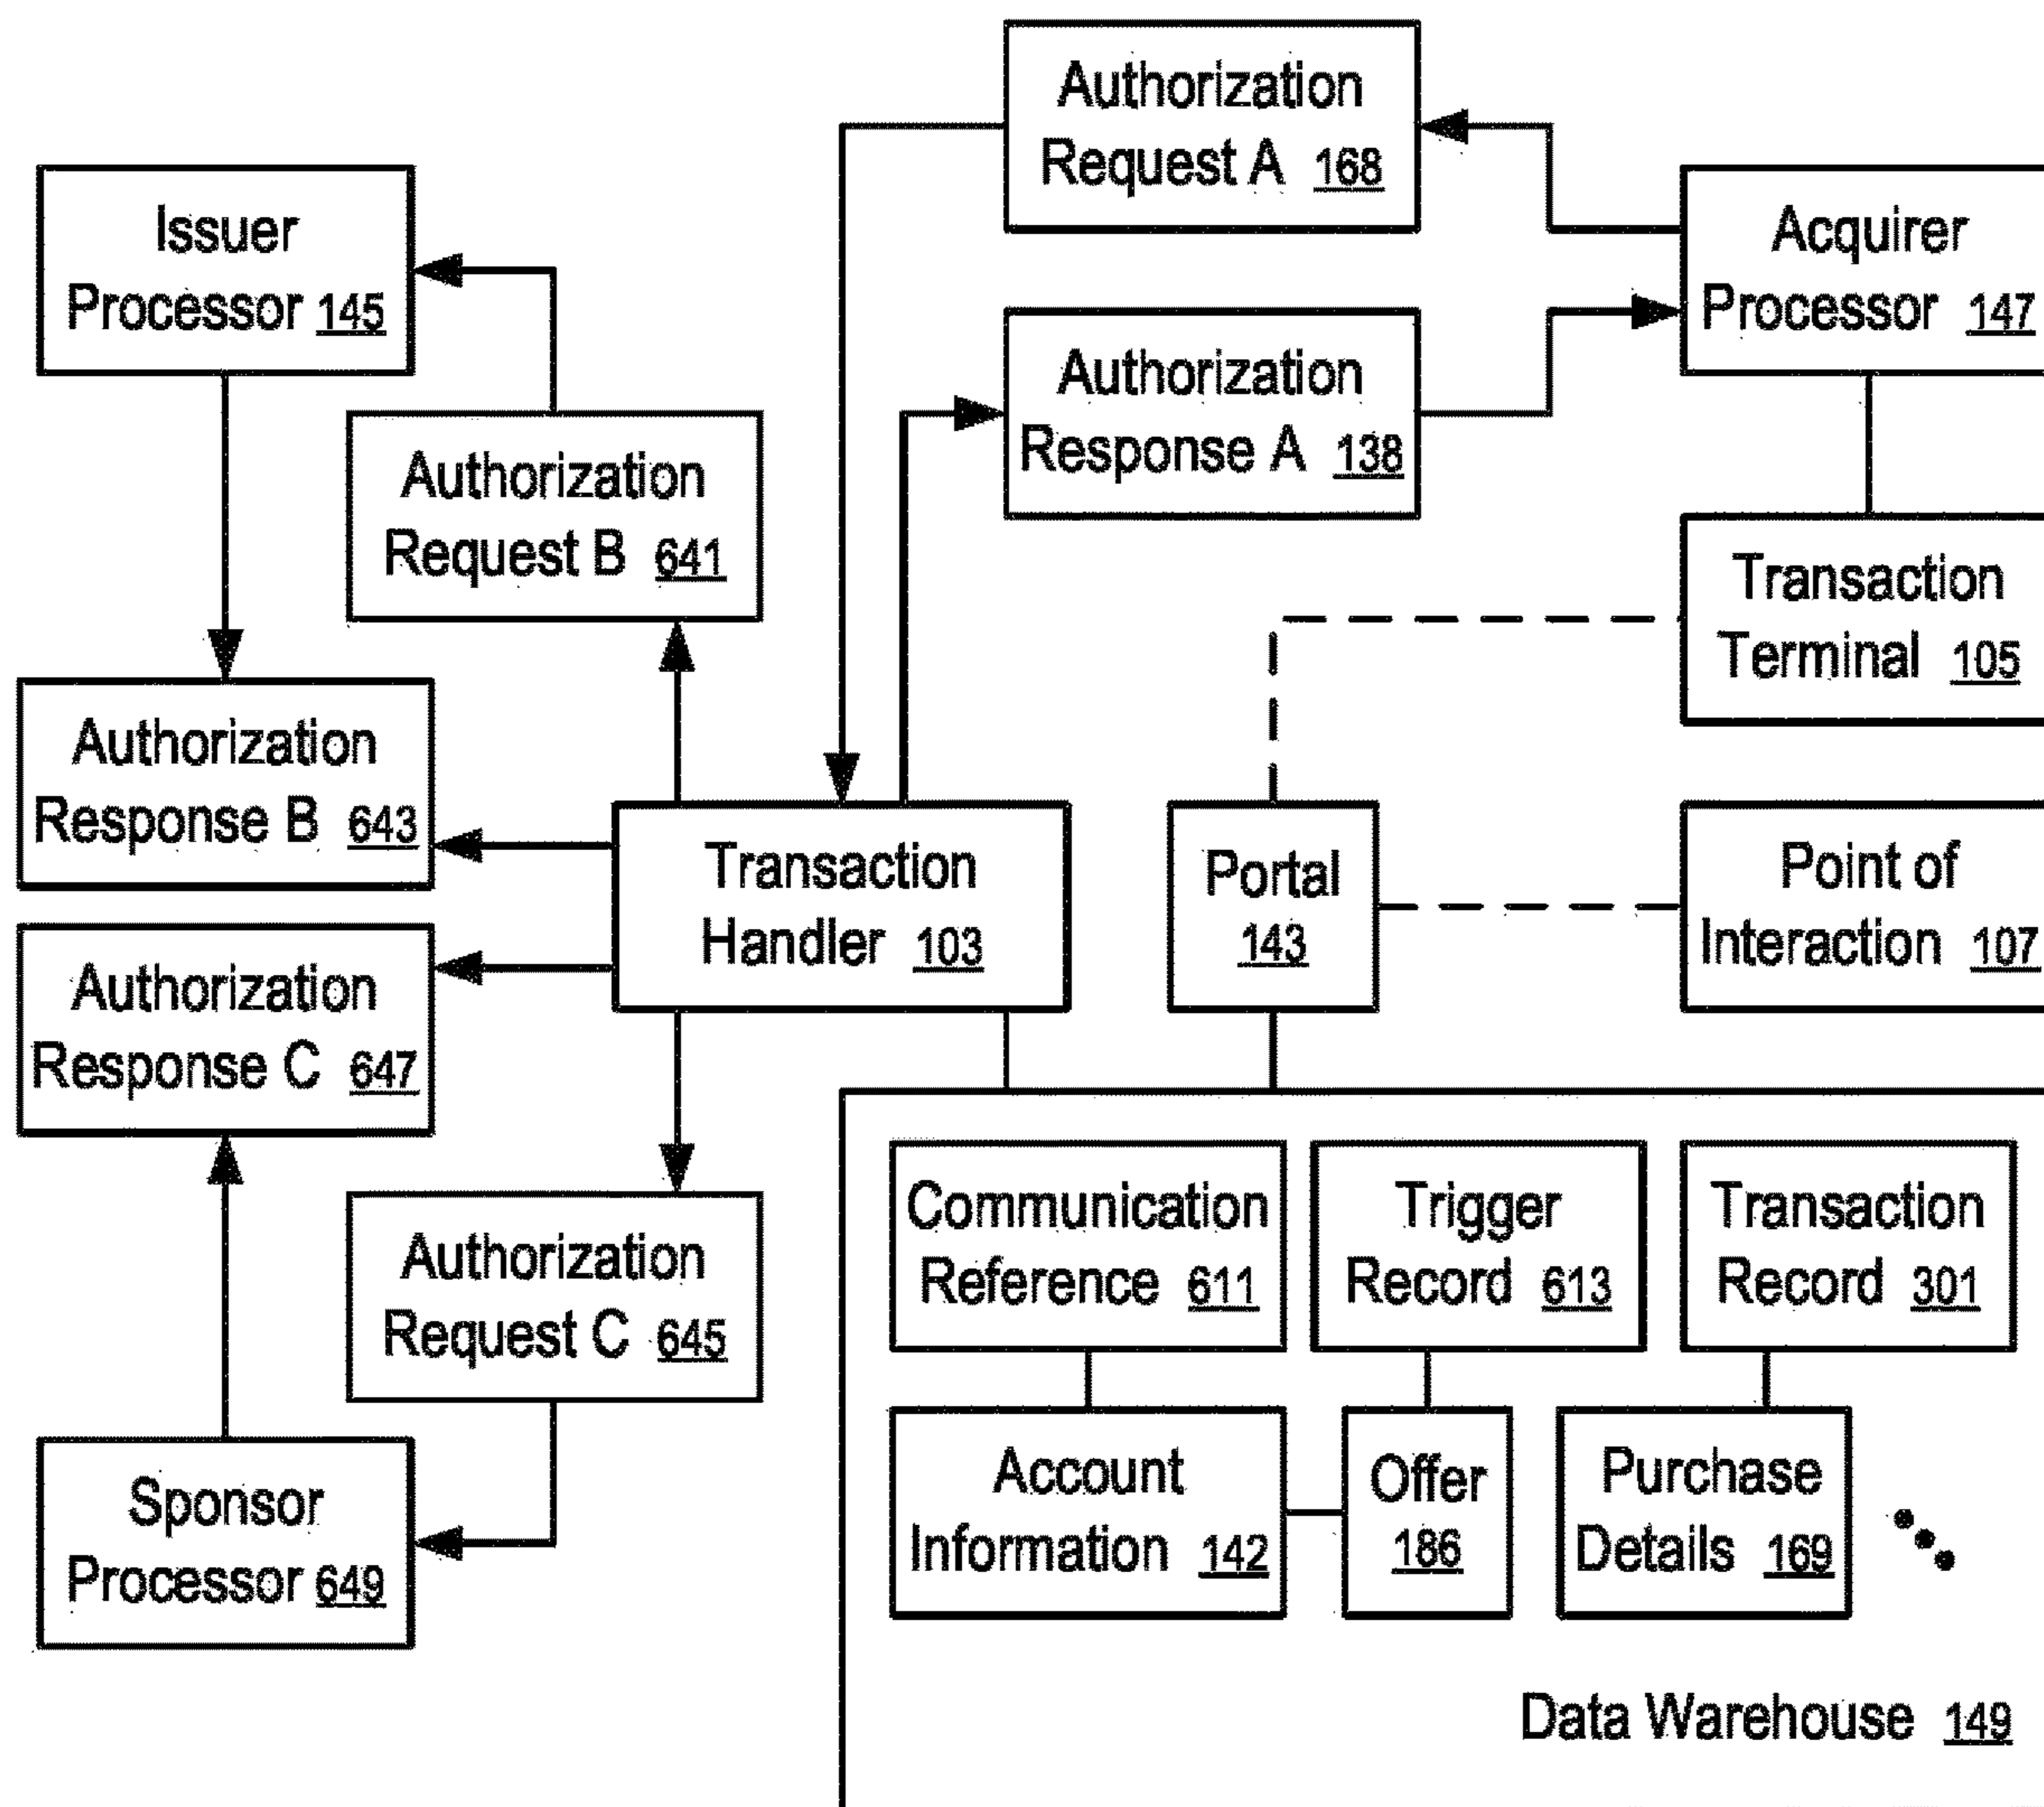 Authorization
Request A 168
Issuer
Processor 145
Acquirer
Processor 147
Authorization
Response A 138
Authorization
Request B 641
Transaction
Terminal 105
Authorization
Response B 643
Transaction
Handler 103
Portal
143
Point of
Interaction 107
Authorization
Response C 647
Authorization
Request C 645
Communication
Reference 611
Trigger
Record 613
Transaction
Record 301
Sponsor
Processor 649
Account
Information 142
Offer
186
Purchase
Details 169
Data Warehouse 149